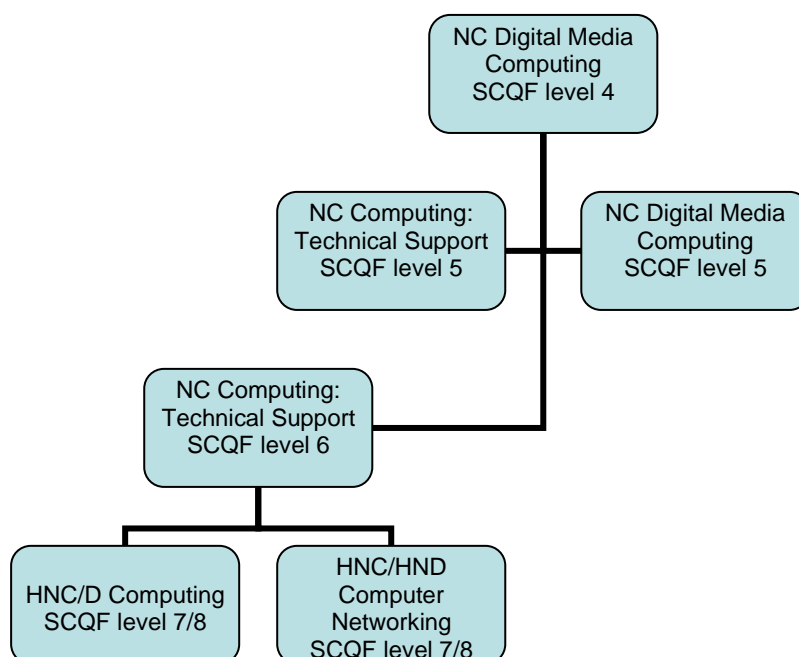 NC Digital Media
Computing
SCQF level 4
NC Computing:
Technical Support
SCQF level 5
NC Digital Media
Computing
SCQF level 5
NC Computing:
Technical Support
SCQF level 6
HNC/D Computing
SCQF level 7/8
HNC/HND
Computer
Networking
SCQF level 7/8